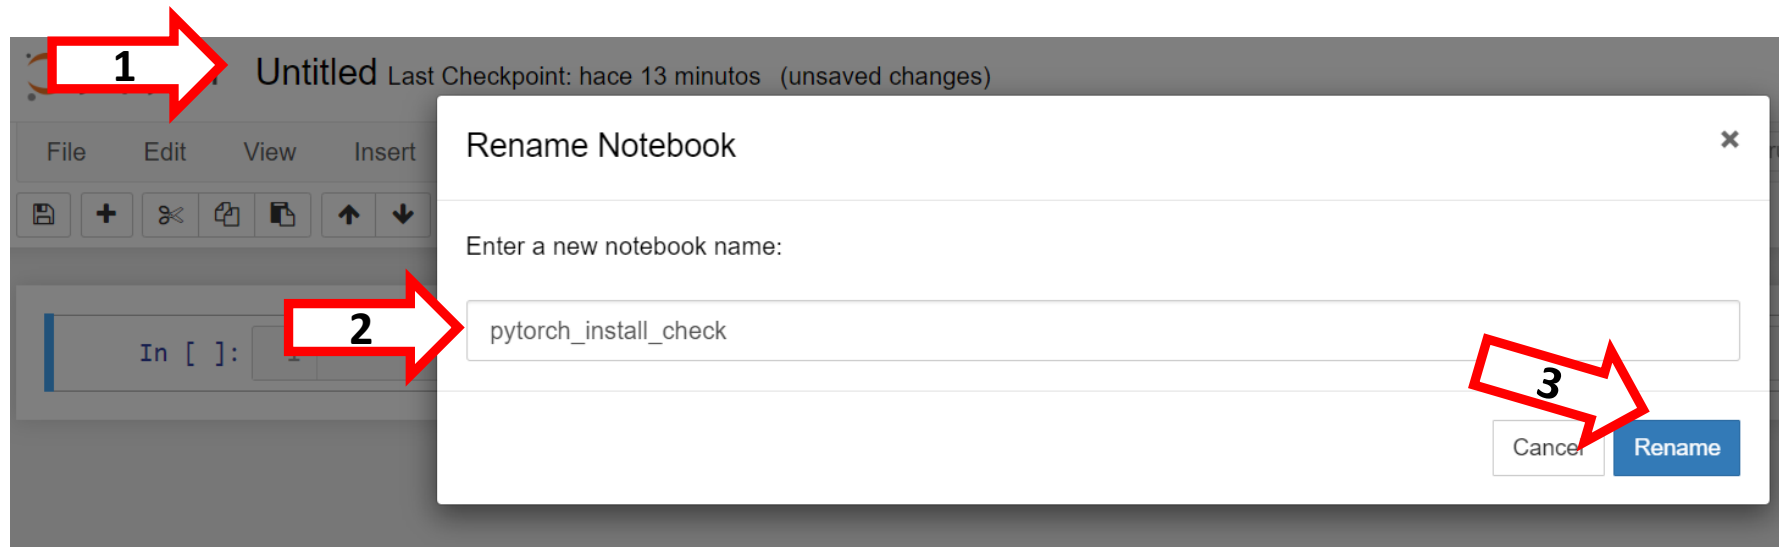 1
Untitled Last Checkpoint: hace 13 minutos (unsaved changes)
File Edit View Insert
Rename Notebook
Enter a new notebook name:
2
In [ ]: 1
pytorch_install_check
3
Cancel Rename